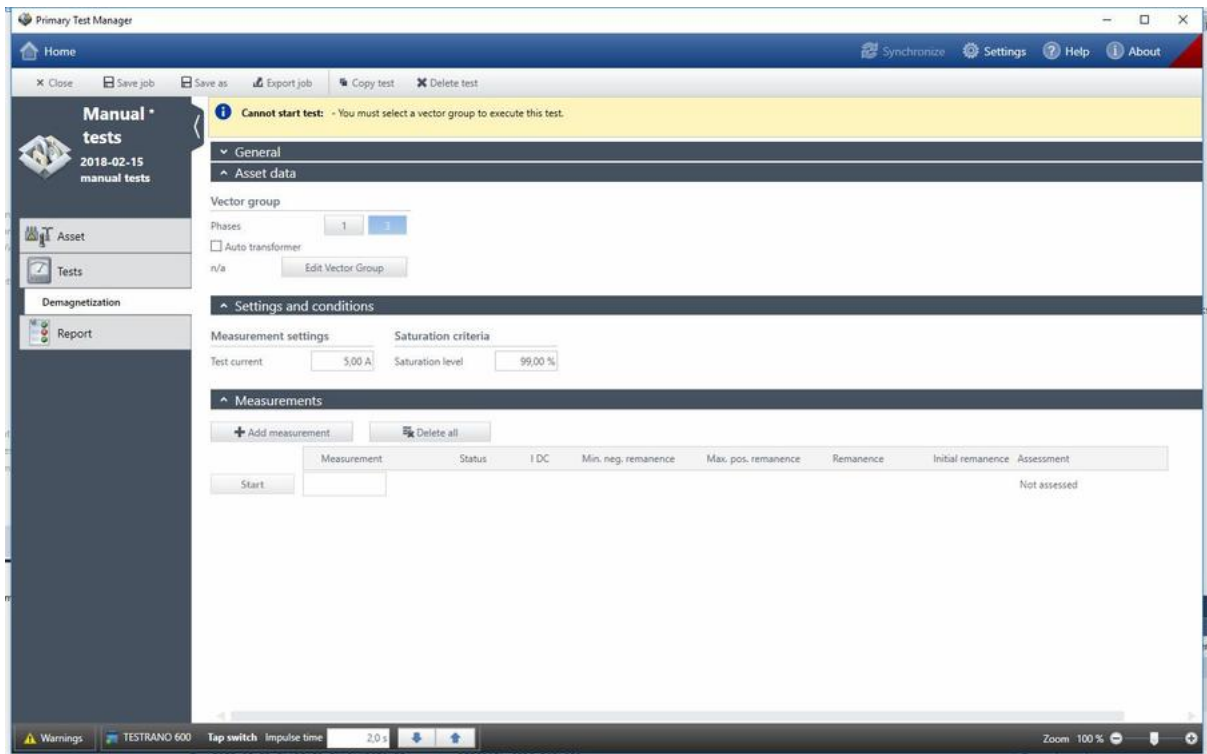 Primary Test Manager
Home
Synchronize Settings Help About
Close Save job Save as Export job Copy test Delete test
Manual *
tests
2018-02-15
manual tests
Cannot start test: - You must select a vector group to execute this test.
General
Asset data
Vector group
Phases 1 3
Auto transformer
n/a Edit Vector Group
Asset
Tests
Demagnetization
Report
Settings and conditions
Measurement settings Saturation criteria
Test current 5,00 A Saturation level 99,00 %
Measurements
Add measurement Delete all
Measurement Status I DC Min. neg. remanence Max. pos. remanence Remanence Initial remanence Assessment
Start Not assessed
Warnings TESTRANO 600 Tap switch Impulse time 2,0 s Zoom 100 %